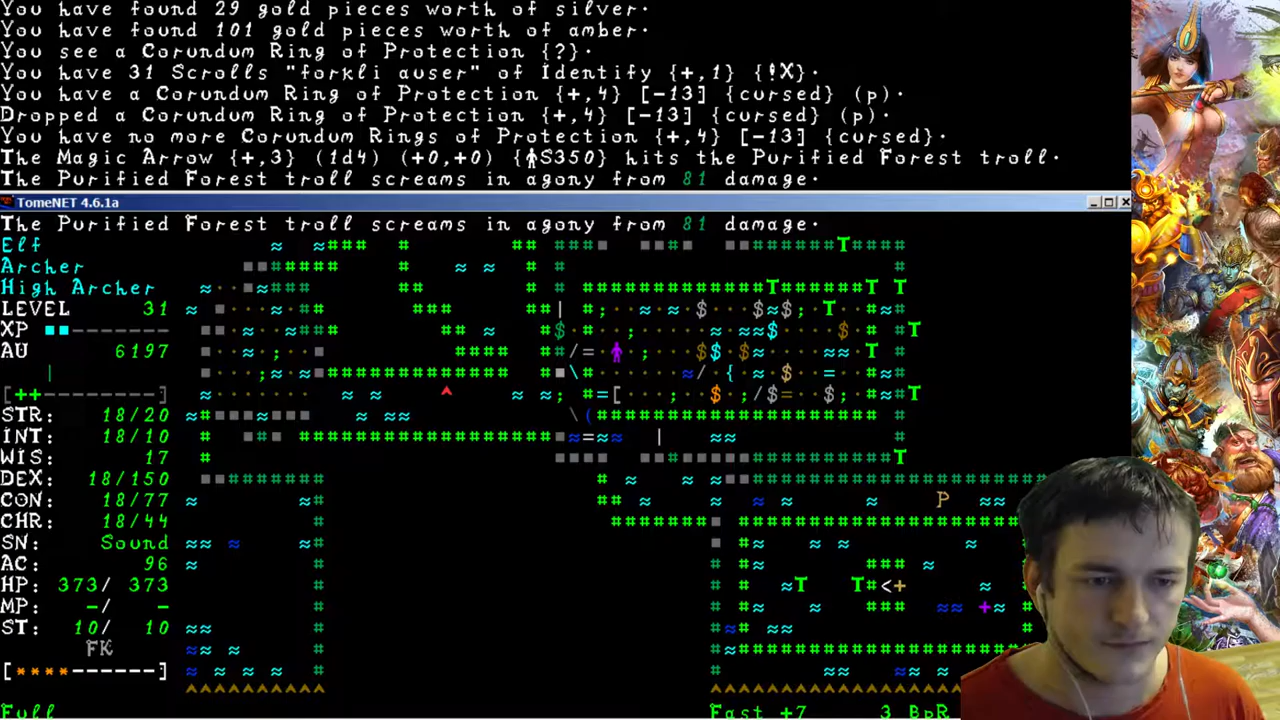 You have found 29 gold pieces worth of silver.
You have found 101 gold pieces worth of amber.
You see a Corundum Ring of Protection {?}.
You have 31 Scrolls "forkli auser" of Identify {+,1} {!X}.
You have a Corundum Ring of Protection {+,4} [-13] {cursed} (p).
Dropped a Corundum Ring of Protection {+,4} [-13] {cursed} (p).
You have no more Corundum Rings of Protection {+,4} [-13] {cursed}.
The Magic Arrow {+,3} (1d4) (+0,+0) { S350} hits the Purified Forest troll.
The Purified Forest troll screams in agony from 81 damage.
TomeNET 4.6.1a
The Purified Forest troll screams in agony from 81 damage.
Elf
Archer
High Archer
LEVEL 31
XP
AU 6197
[++---------]
STR: 18/20
INT: 18/10
WIS: 17
DEX: 18/150
CON: 18/77
CHR: 18/44
SN: Sound
AC: 96
HP: 373/ 373
MP: -/ -
ST: 10/ 10
FK
[****------]
Full
Fast +7
3 BpR